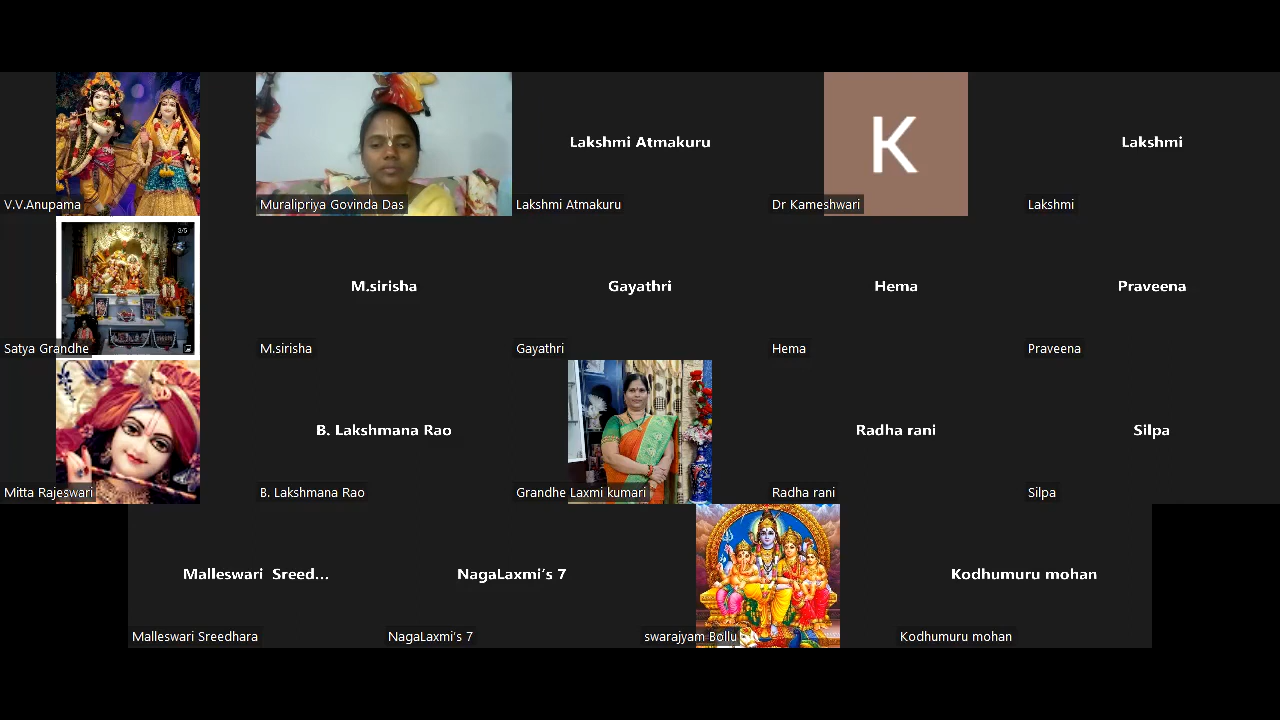 Lakshmi Atmakuru
K
Lakshmi
V.V.Anupama
Muralipriya Govinda Das
Lakshmi Atmakuru
Dr Kameshwari
Lakshmi
3/5
M.sirisha
Gayathri
Hema
Praveena
Satya Grandhe
M.sirisha
Gayathri
Hema
Praveena
B. Lakshmana Rao
Radha rani
Silpa
Mitta Rajeswari
B. Lakshmana Rao
Grandhe Laxmi kumari
Radha rani
Silpa
Malleswari Sreed...
NagaLaxmi's 7
Kodhumuru mohan
Malleswari Sreedhara
NagaLaxmi's 7
swarajyam Bollu
Kodhumuru mohan